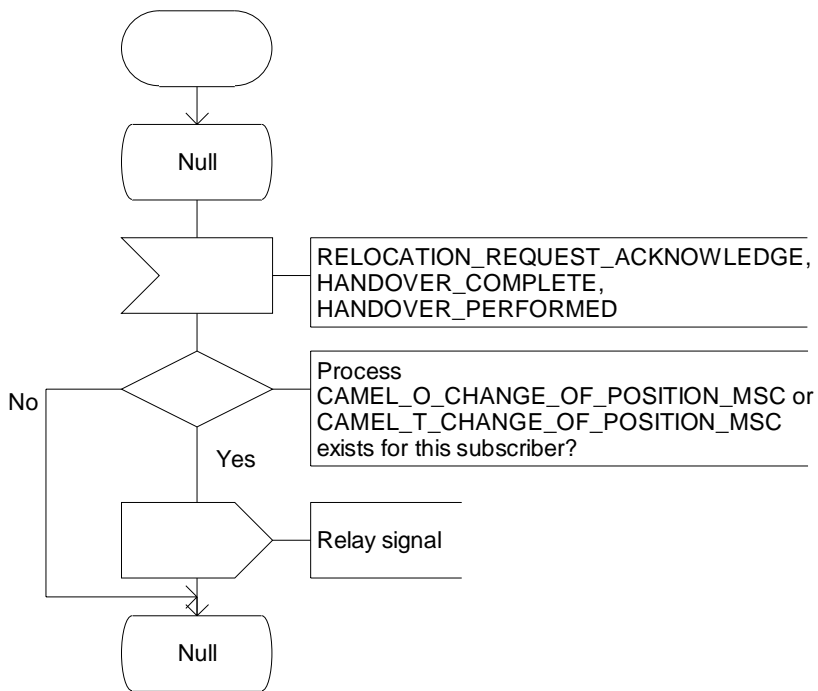 Null
RELOCATION_REQUEST_ACKNOWLEDGE,
HANDOVER_COMPLETE,
HANDOVER_PERFORMED
Process
CAMEL_O_CHANGE_OF_POSITION_MSC or
CAMEL_T_CHANGE_OF_POSITION_MSC
exists for this subscriber?
No
Yes
Relay signal
Null